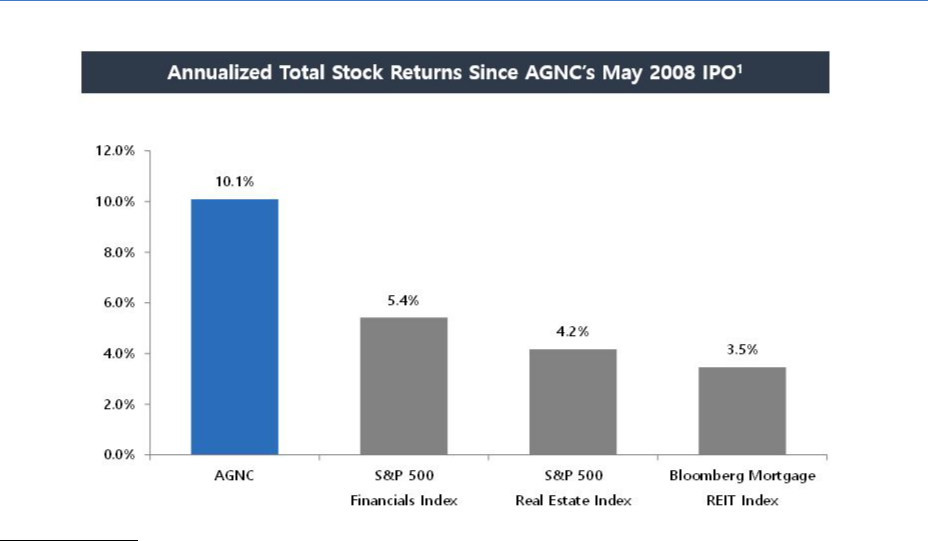 Annualized Total Stock Returns Since AGNC's May 2008 IPO¹
12.0%
10.0%
8.0%
6.0%
4.0%
2.0%
0.0%
10.1%
5.4%
4.2%
3.5%
AGNC
S&P 500
Financials Index
S&P 500
Real Estate Index
Bloomberg Mortgage
REIT Index